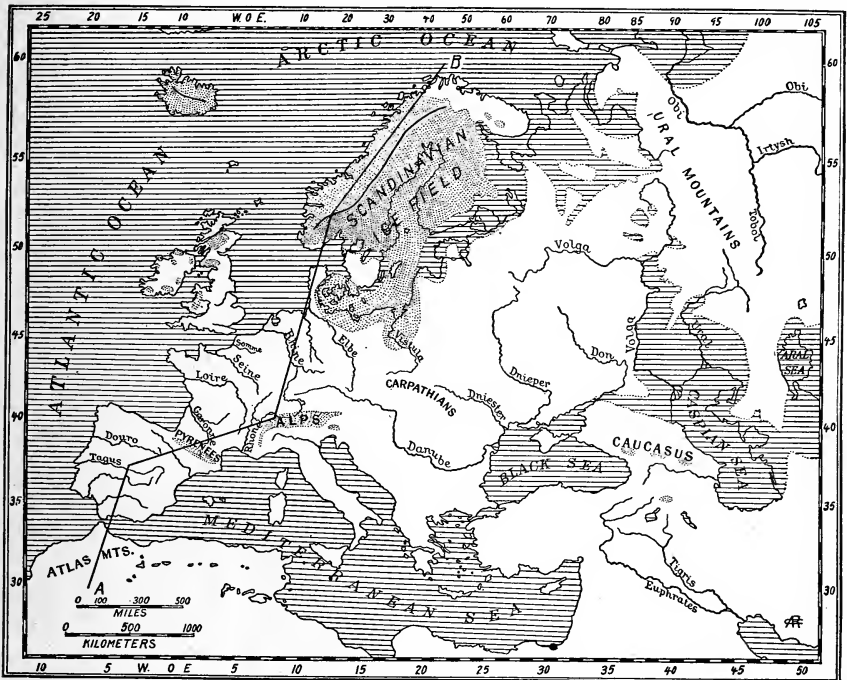 25 20 15 10 5 W. O E. 10 20 30 40 50 60 70 80 85 90 95 100 105
ARCTIC OCEAN
B
60
60
Obi
Obi
URAL MOUNTAINS
Irtysh
55
55
ATLANTIC OCEAN
SCANDINAVIAN
ICE FIELD
Tobol
50
50
Volga
Volga
Ural
45
45
Somme
Seine
Loire
Rhine
Elbe
Vistula
Don
ARAL
SEA
Dnieper
CARPATHIANS
Dniester
CASPIAN SEA
40
40
Garonne
PYRENEES
Rhone
ALPS
Douro
Tagus
Danube
CAUCASUS
BLACK SEA
35
35
MEDITERRANEAN SEA
ATLAS MTS.
Tigris
Euphrates
30
30
A
0 100 300 500
MILES
0 500 1000
KILOMETERS
10 5 W. O E 5 10 15 20 25 30 35 40 45 50